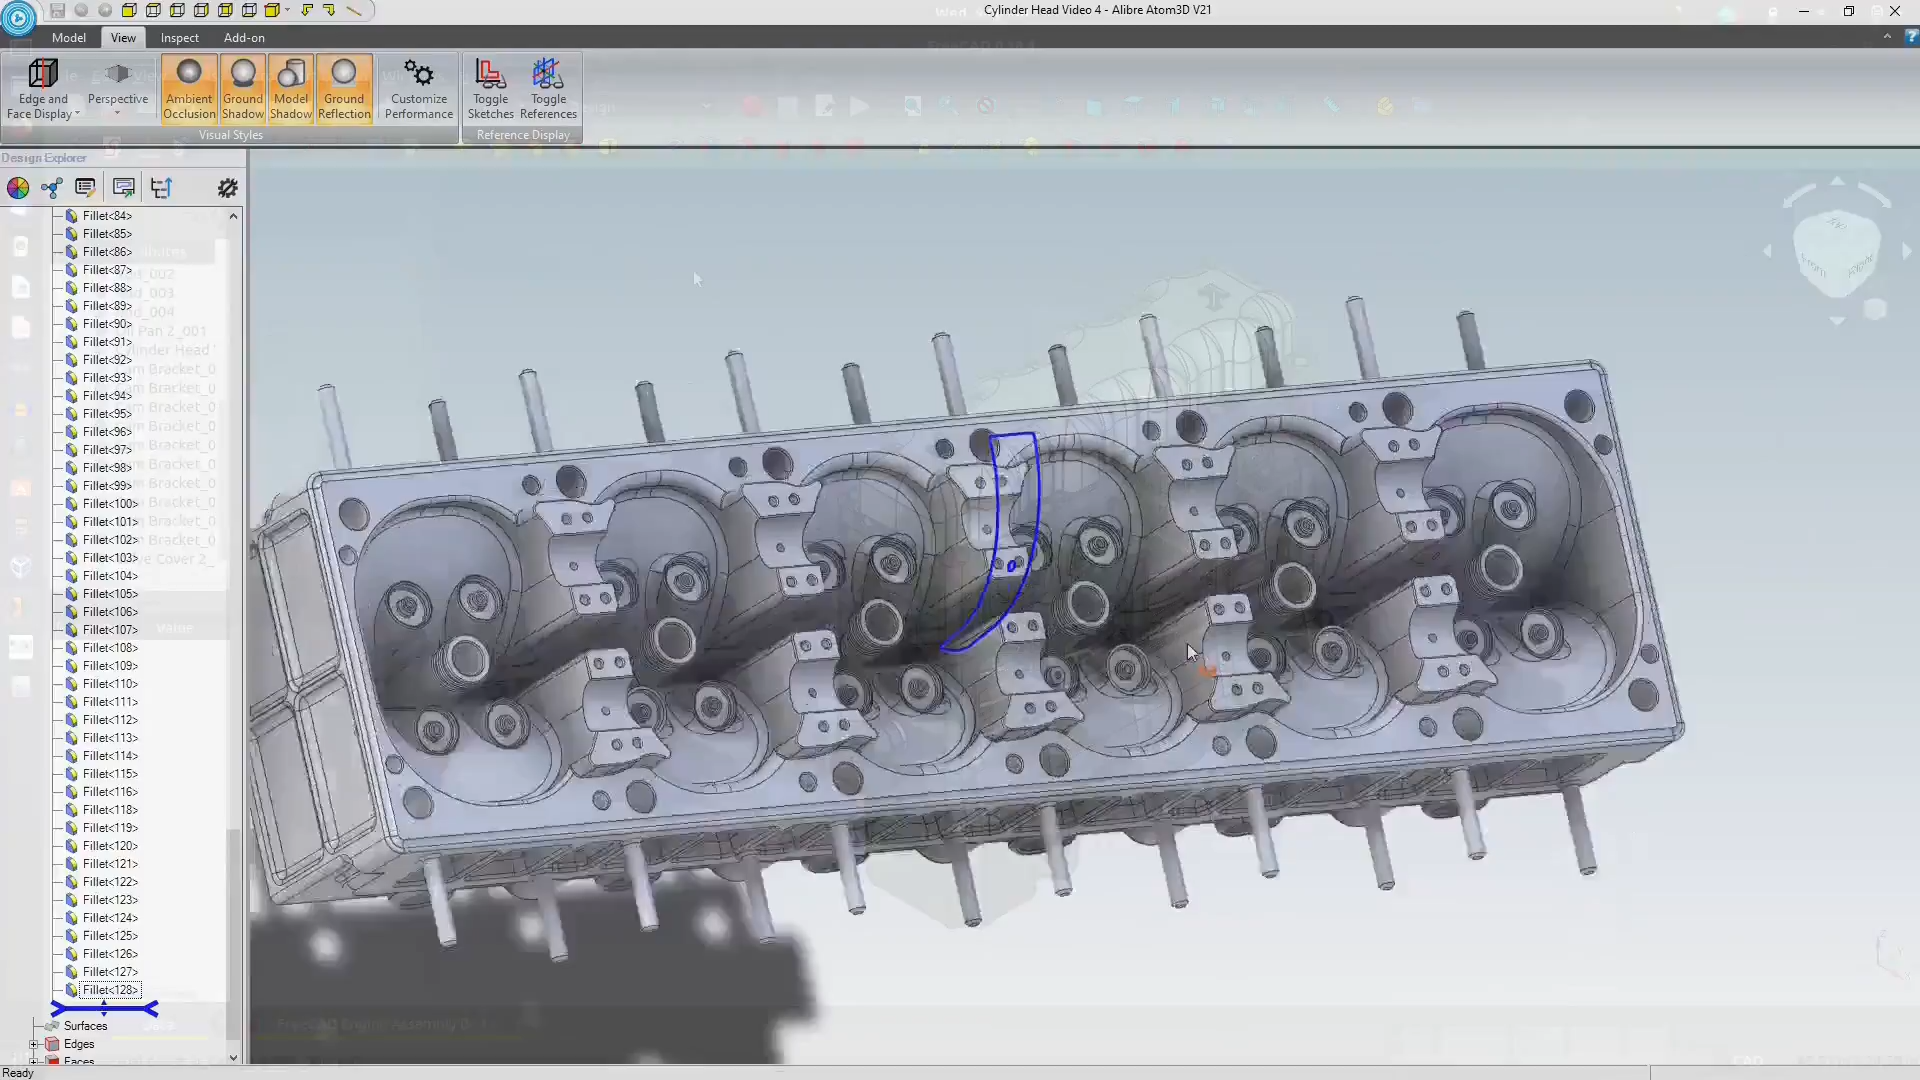 Cylinder Head Video 4 - Alibre Atom3D V21
Model View Inspect Add-on
Edge and Face Display
Perspective
Ambient Occlusion
Ground Shadow
Model Shadow
Ground Reflection
Customize Performance
Toggle Sketches
Toggle References
Visual Styles
Reference Display
Design Explorer
Fillet<84>
Fillet<85>
Fillet<86>
Fillet<87>
Fillet<88>
Fillet<89>
Fillet<90>
Fillet<91>
Fillet<92>
Fillet<93>
Fillet<94>
Fillet<95>
Fillet<96>
Fillet<97>
Fillet<98>
Fillet<99>
Fillet<100>
Fillet<101>
Fillet<102>
Fillet<103>
Fillet<104>
Fillet<105>
Fillet<106>
Fillet<107>
Fillet<108>
Fillet<109>
Fillet<110>
Fillet<111>
Fillet<112>
Fillet<113>
Fillet<114>
Fillet<115>
Fillet<116>
Fillet<118>
Fillet<119>
Fillet<120>
Fillet<121>
Fillet<122>
Fillet<123>
Fillet<124>
Fillet<125>
Fillet<126>
Fillet<127>
Fillet<128>
Surfaces
Edges
Faces
Ready
Value
Top
Front
Right